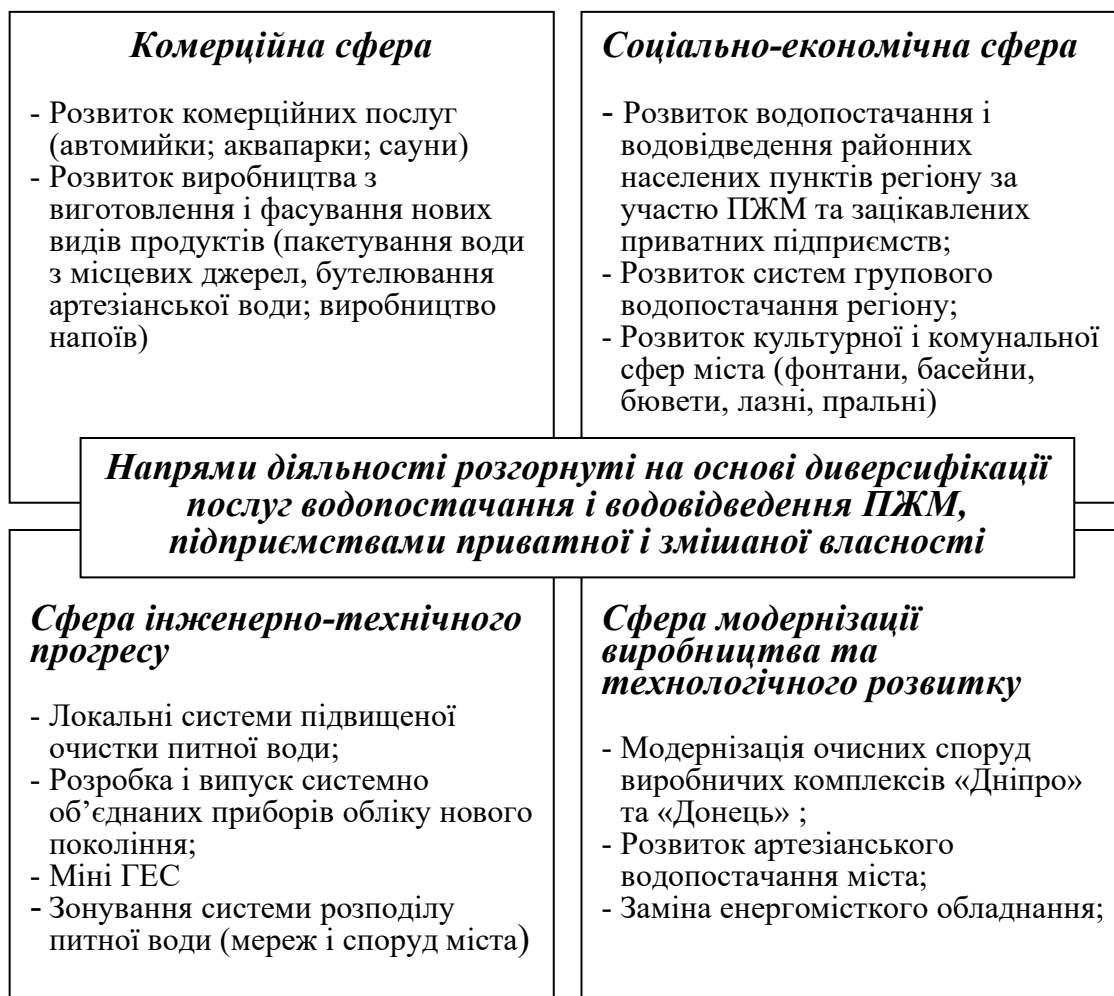 Комерційна сфера
- Розвиток комерційних послуг
(автомийки; аквапарки; сауни)
- Розвиток виробництва з
виготовлення і фасування нових
видів продуктів (пакетування води
з місцевих джерел, бутелювання
артезіанської води; виробництво
напоїв)
Соціально-економічна сфера
- Розвиток водопостачання і
водовідведення районних
населених пунктів регіону за
участю ПЖМ та зацікавлених
приватних підприємств;
- Розвиток систем групового
водопостачання регіону;
- Розвиток культурної і комунальної
сфер міста (фонтани, басейни,
бювети, лазні, пральні)
Напрями діяльності розгорнуті на основі диверсифікації
послуг водопостачання і водовідведення ПЖМ,
підприємствами приватної і змішаної власності
Сфера інженерно-технічного
прогресу
- Локальні системи підвищеної
очистки питної води;
- Розробка і випуск системно
об’єднаних приборів обліку нового
покоління;
- Міні ГЕС
- Зонування системи розподілу
питної води (мереж і споруд міста)
Сфера модернізації
виробництва та
технологічного розвитку
- Модернізація очисних споруд
виробничих комплексів «Дніпро»
та «Донець» ;
- Розвиток артезіанського
водопостачання міста;
- Заміна енергомісткого обладнання;